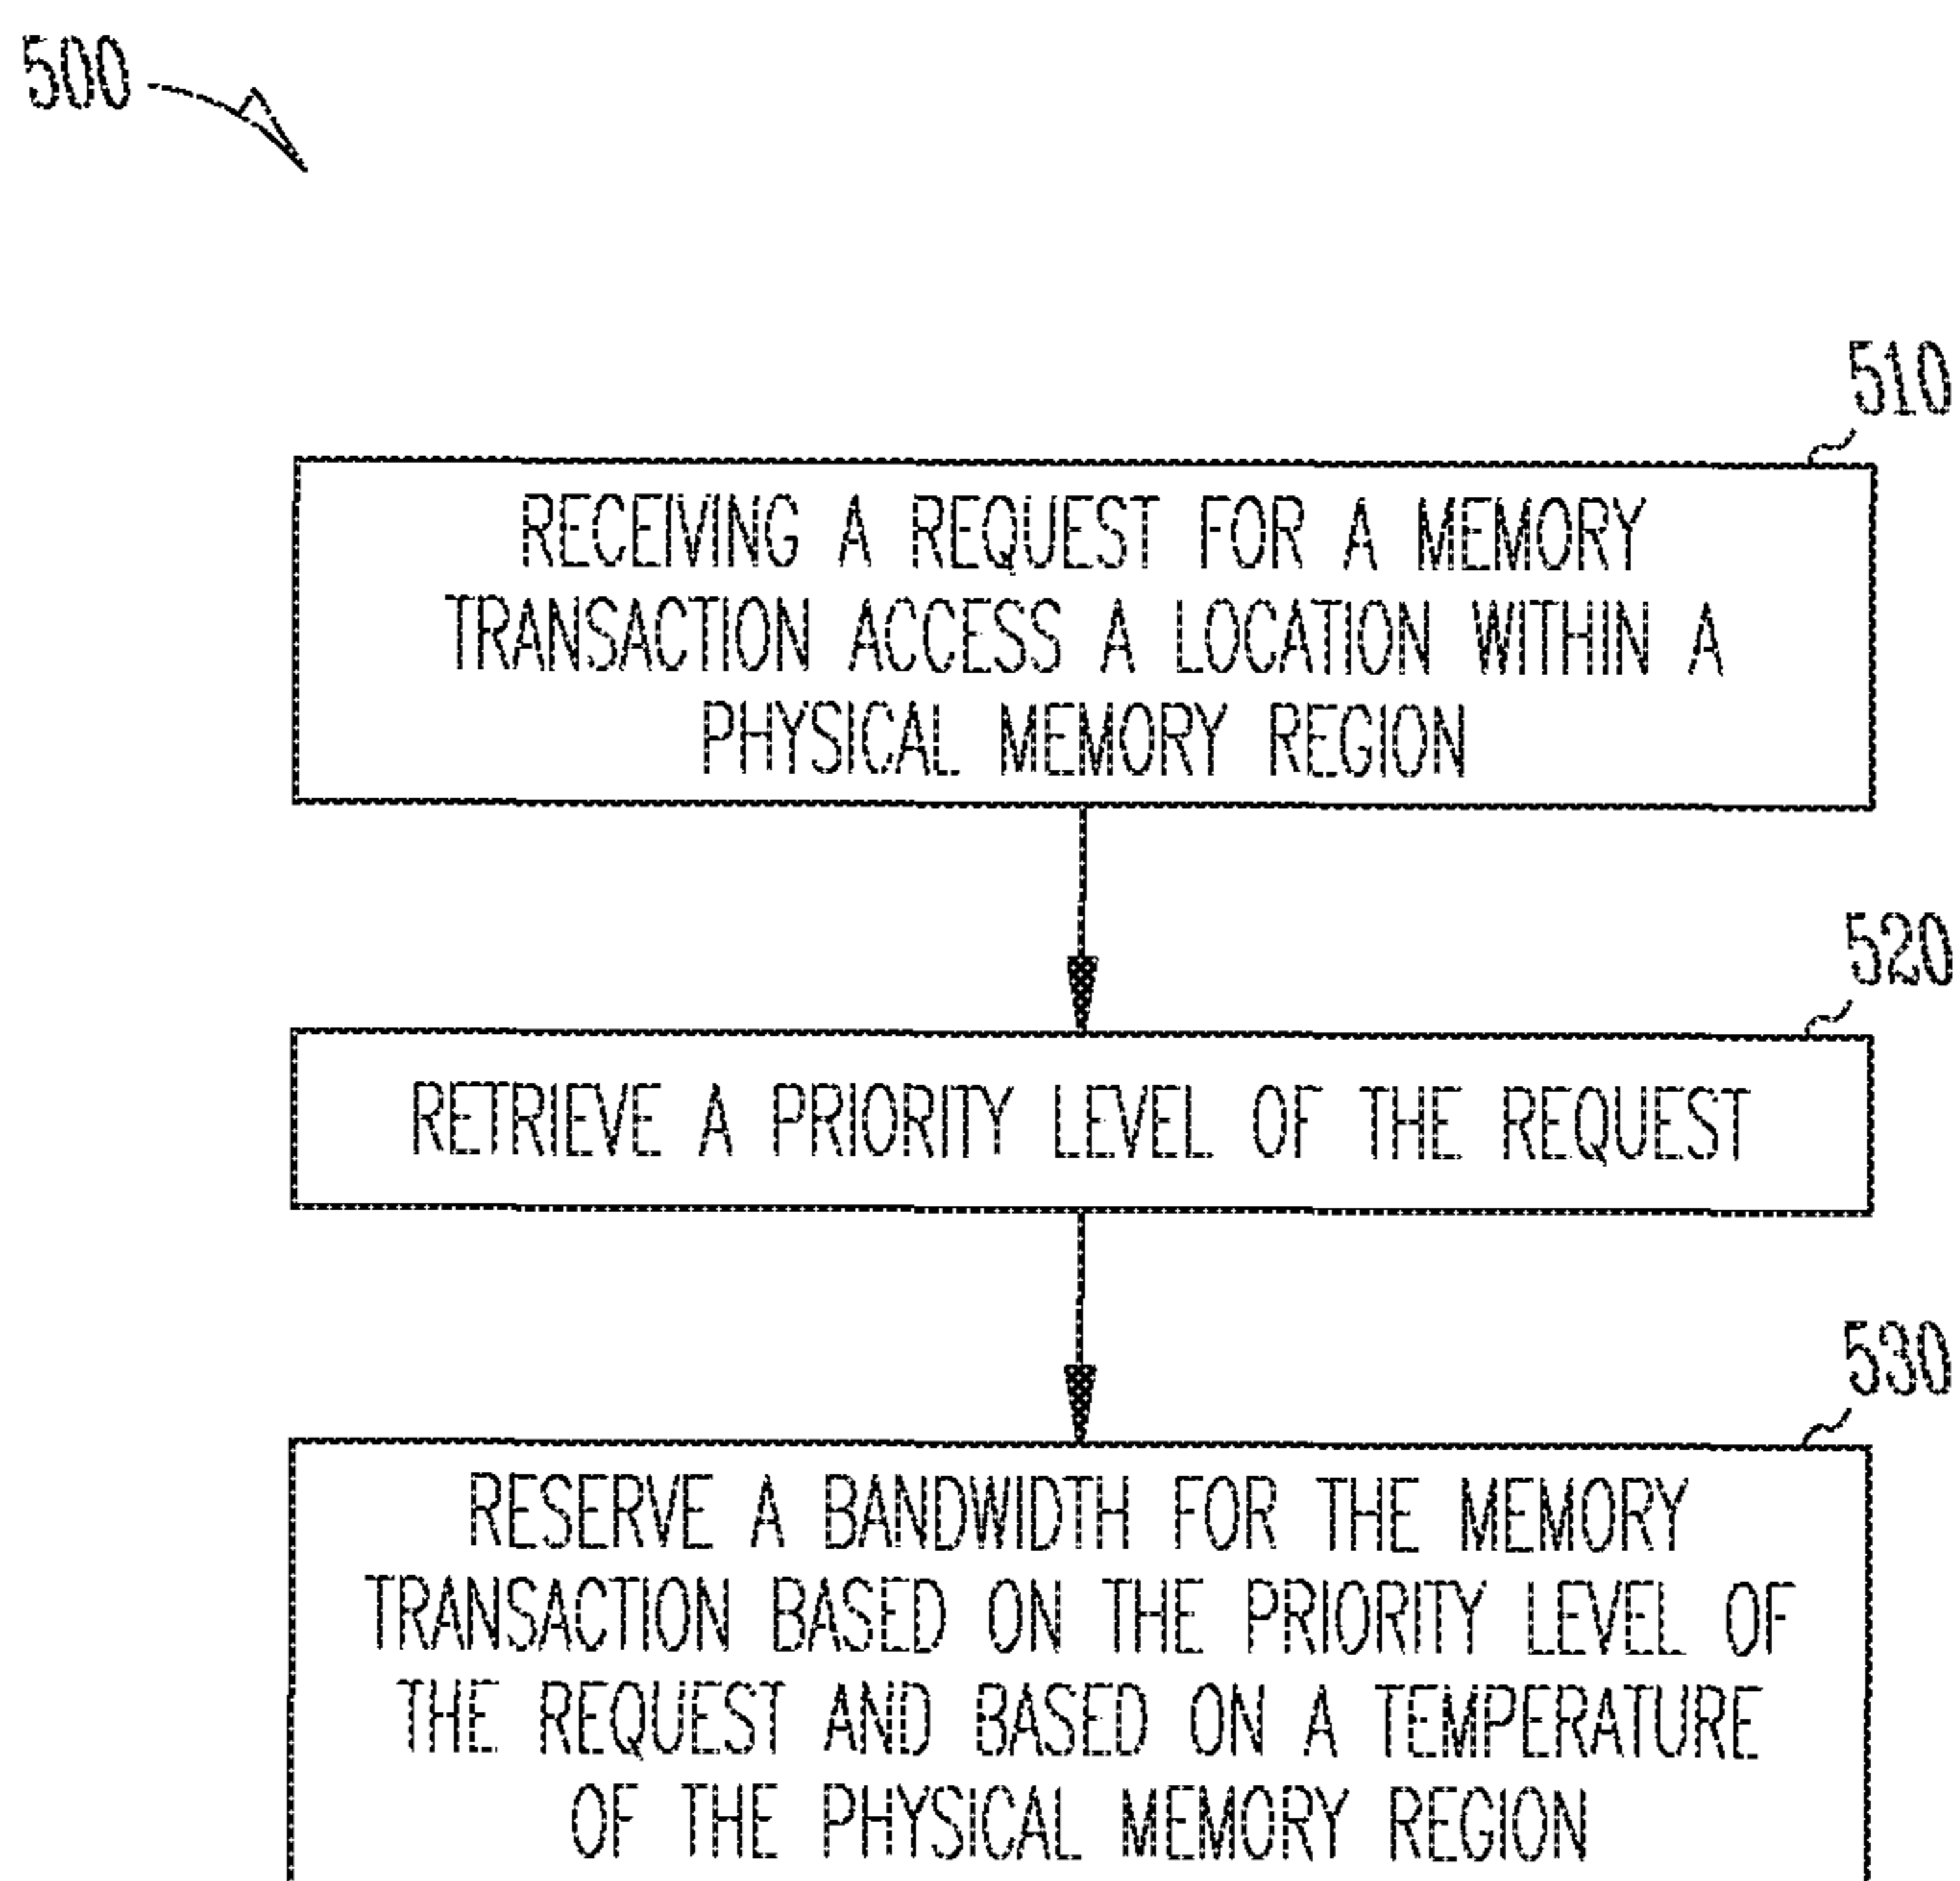 500
510
RECEIVING A REQUEST FOR A MEMORY
TRANSACTION ACCESS A LOCATION WITHIN A
PHYSICAL MEMORY REGION
520
RETRIEVE A PRIORITY LEVEL OF THE REQUEST
530
RESERVE A BANDWIDTH FOR THE MEMORY
TRANSACTION BASED ON THE PRIORITY LEVEL OF
THE REQUEST AND BASED ON A TEMPERATURE
OF THE PHYSICAL MEMORY REGION